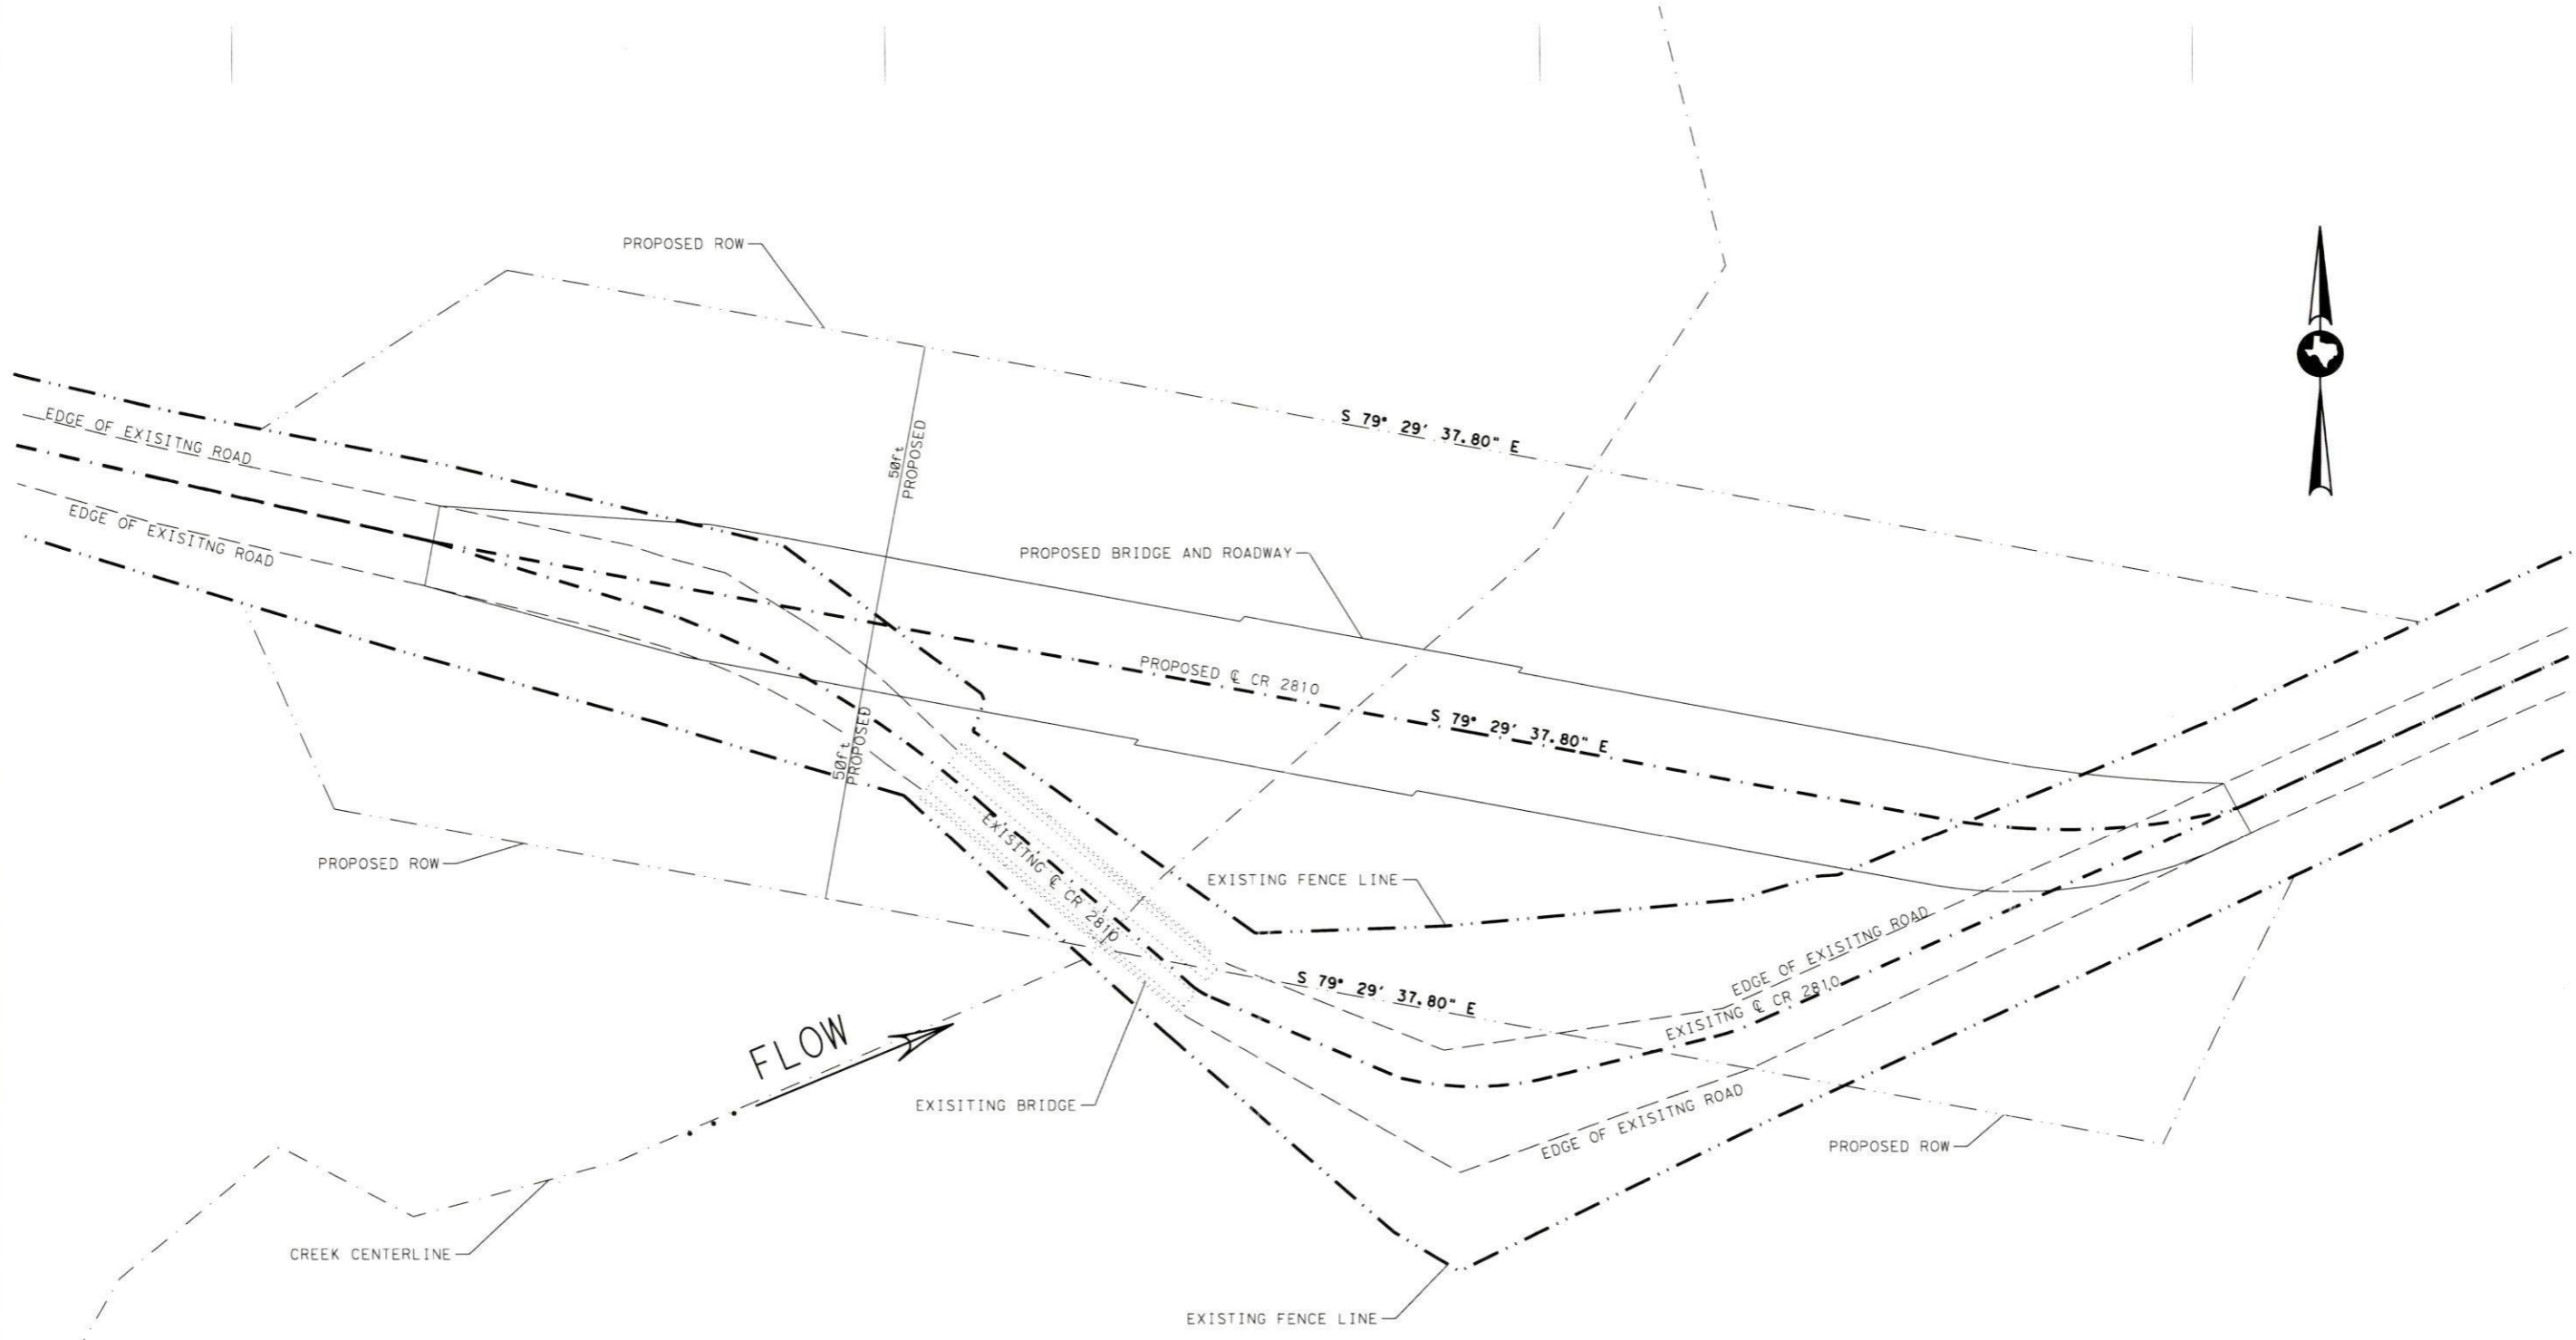 PROPOSED ROW
S 79° 29' 37.80" E
EDGE OF EXISITNG ROAD
EDGE OF EXISITNG ROAD
50ft
PROPOSED
PROPOSED BRIDGE AND ROADWAY
PROPOSED ℄ CR 2810
S 79° 29' 37.80" E
50ft
PROPOSED
PROPOSED ROW
EXISITNG ℄ CR 2810
EXISTING FENCE LINE
S 79° 29' 37.80" E
EDGE OF EXISITNG ROAD
EXISITNG ℄ CR 2810
FLOW
EXISITING BRIDGE
EDGE OF EXISITNG ROAD
PROPOSED ROW
CREEK CENTERLINE
EXISTING FENCE LINE